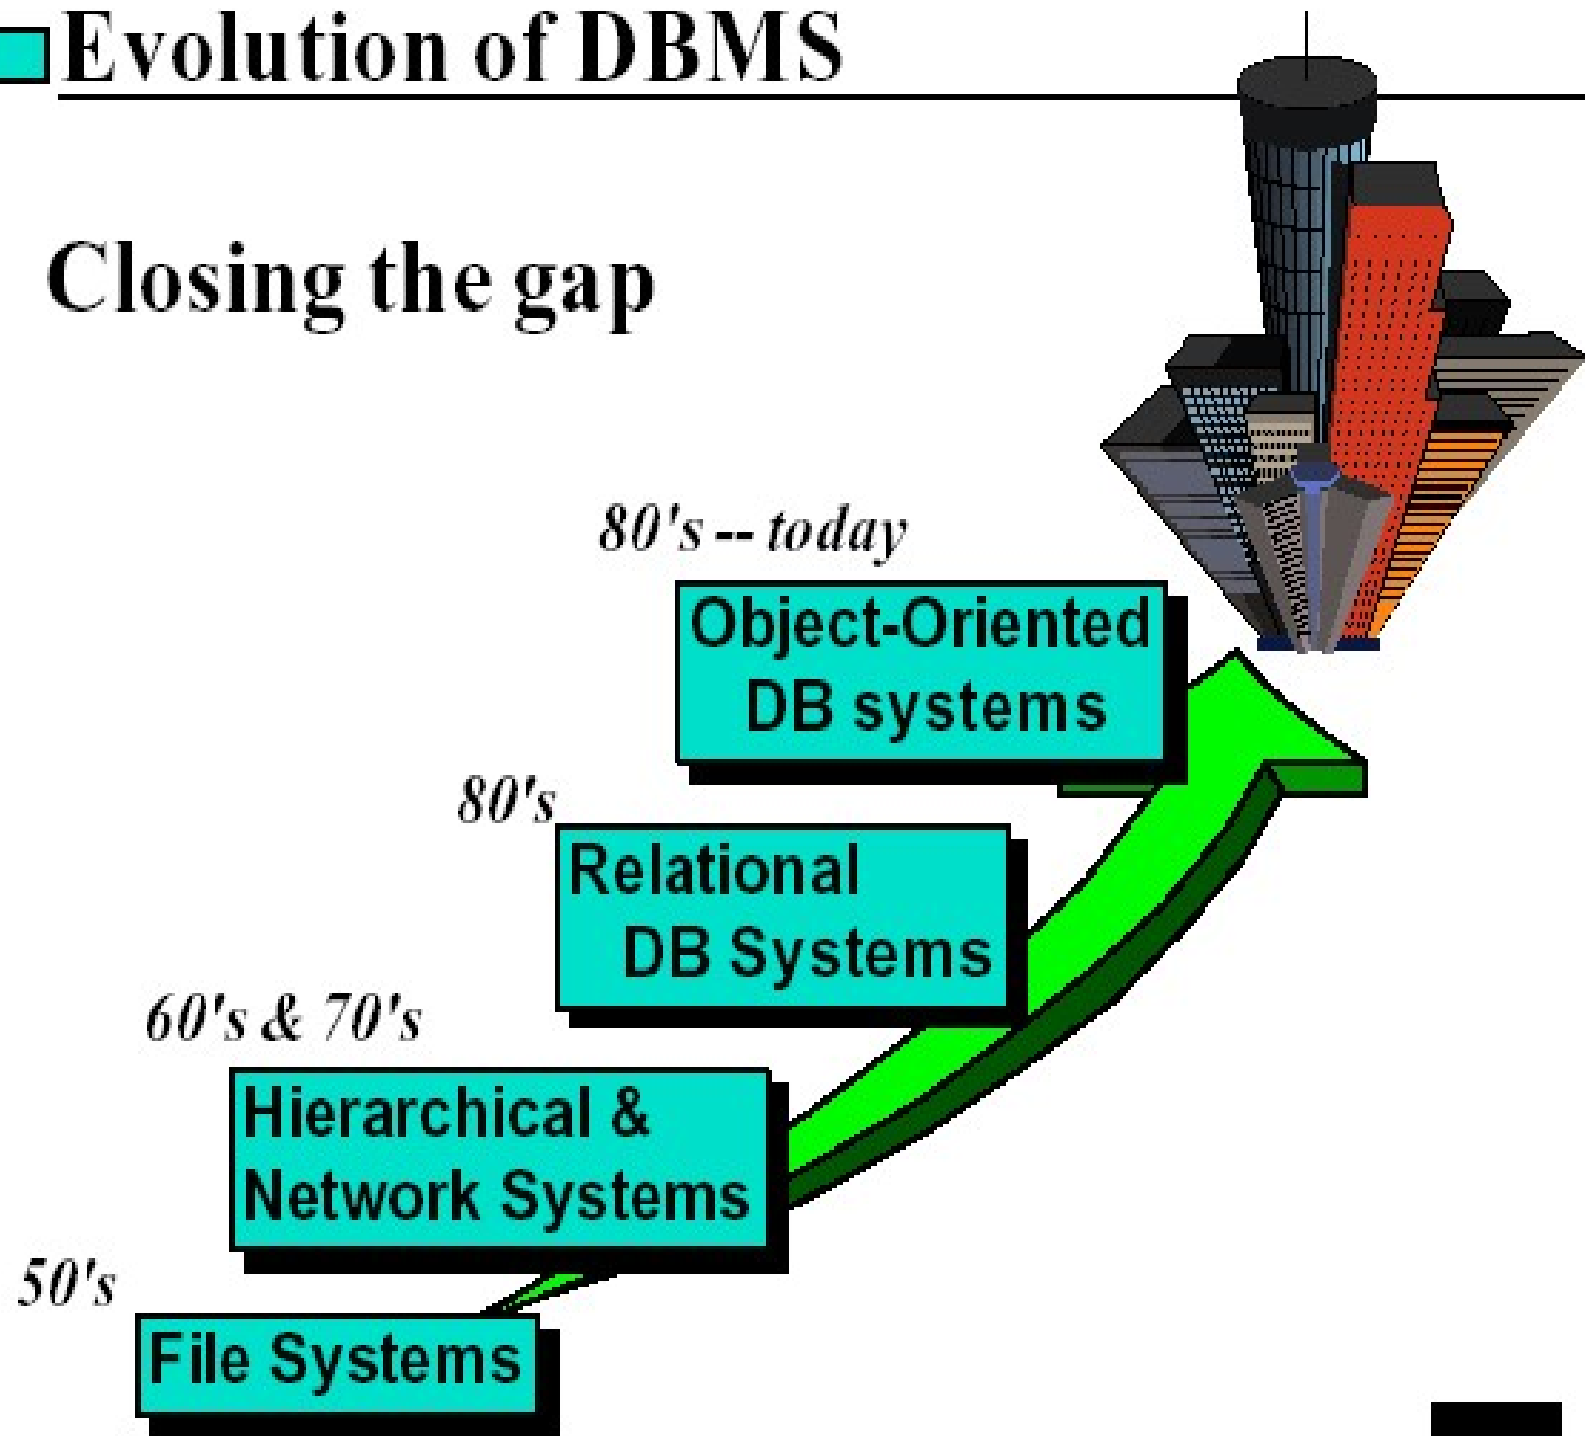 Evolution of DBMS
Closing the gap
80's -- today
Object-Oriented
DB systems
80's
Relational
DB Systems
60's & 70's
Hierarchical &
Network Systems
50's
File Systems